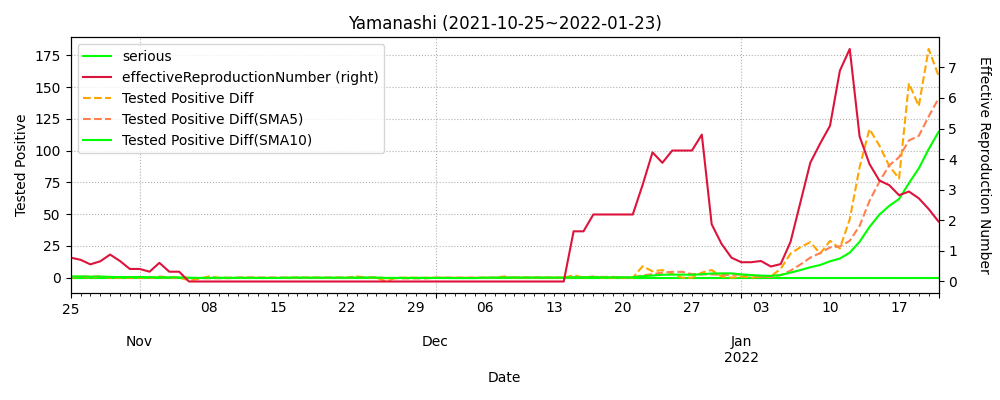 Yamanashi (2021-10-25~2022-01-23)
serious
effectiveReproductionNumber (right)
Tested Positive Diff
Tested Positive Diff(SMA5)
Tested Positive Diff(SMA10)
Tested Positive
175
150
125
100
75
50
25
0
Effective Reproduction Number
7
6
5
4
3
2
1
0
25 08 15 22 29 06 13 20 27 03 10 17
Nov Dec Jan
2022
Date